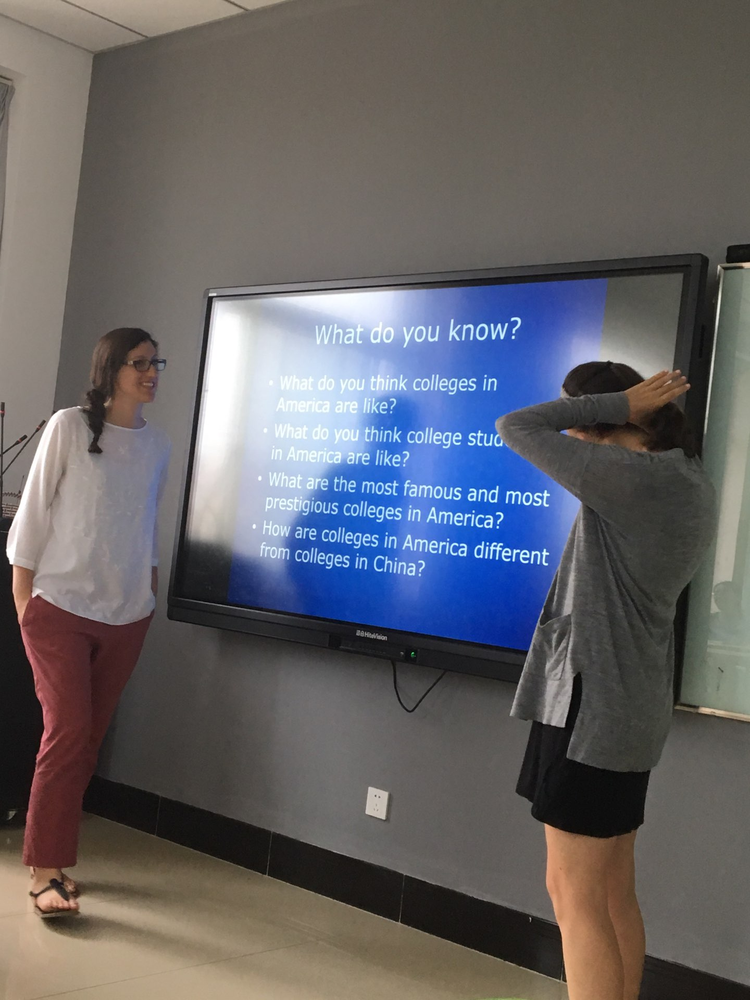 What do you know?
• What do you think colleges in
America are like?
• What do you think college
in America are like?
• What are the most famous and most
prestigious colleges in America?
• How are colleges in America different
from colleges in China?
HiteVision